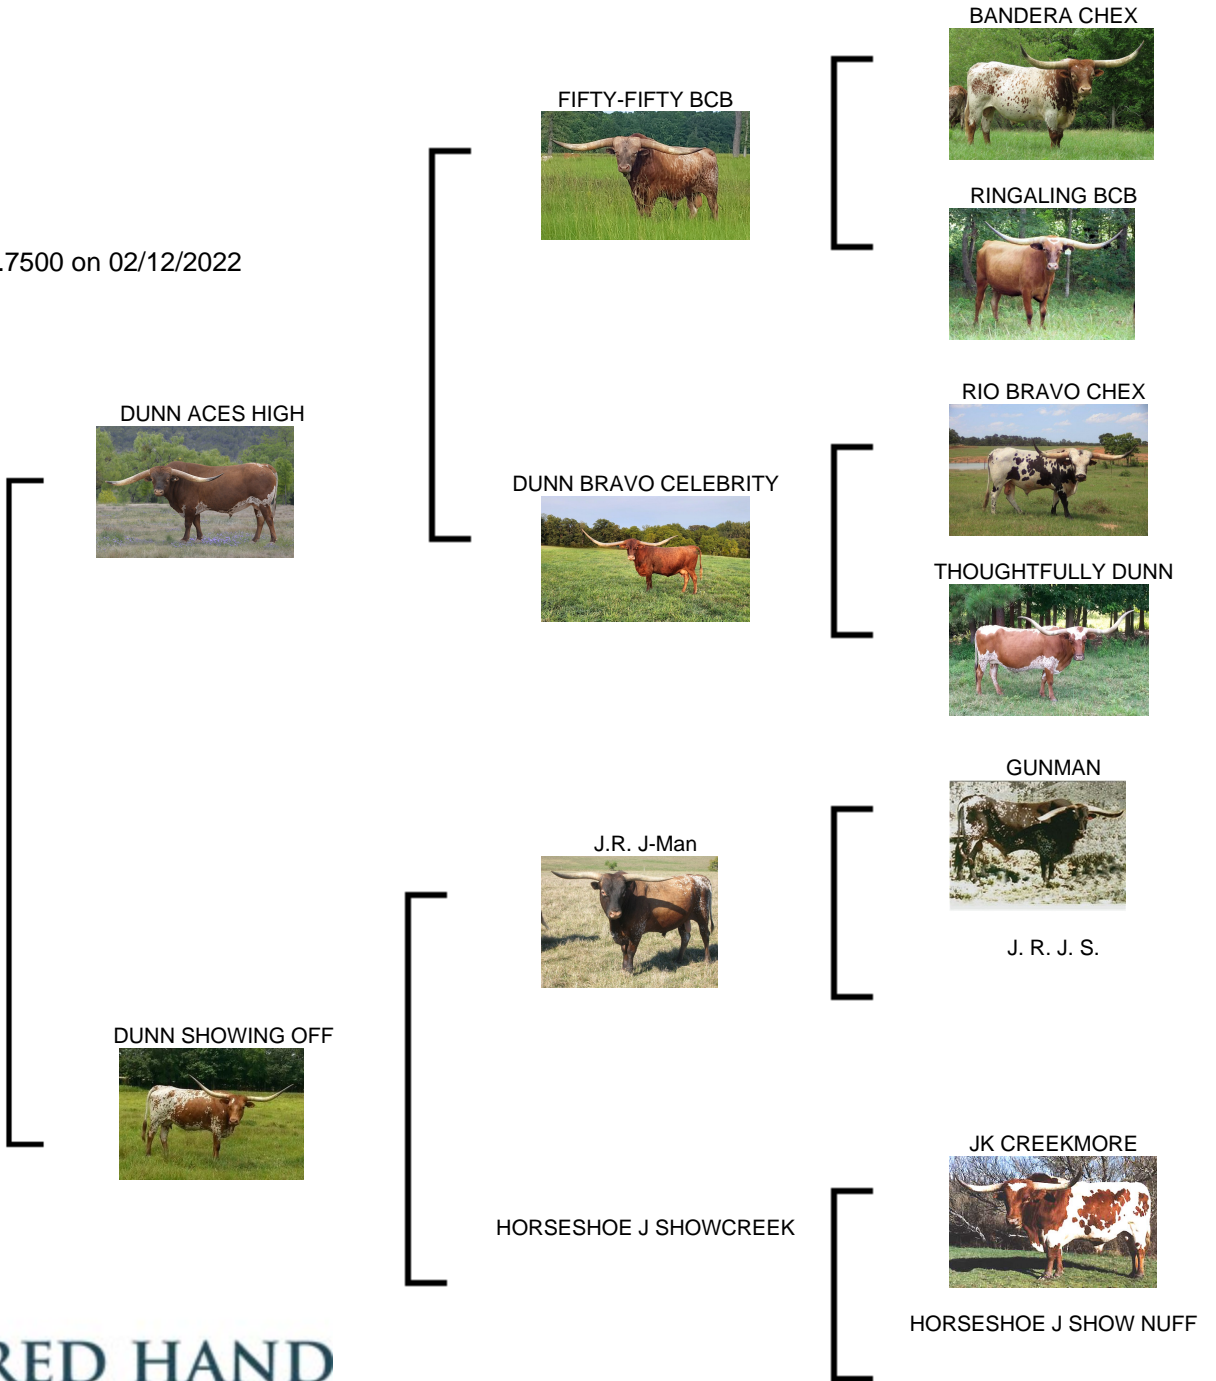 BANDERA CHEX
FIFTY-FIFTY BCB
RINGALING BCB
.7500 on 02/12/2022
RIO BRAVO CHEX
DUNN ACES HIGH
DUNN BRAVO CELEBRITY
THOUGHTFULLY DUNN
GUNMAN
J.R. J-Man
J. R. J. S.
DUNN SHOWING OFF
JK CREEKMORE
HORSESHOE J SHOWCREEK
HORSESHOE J SHOW NUFF
RED HAND